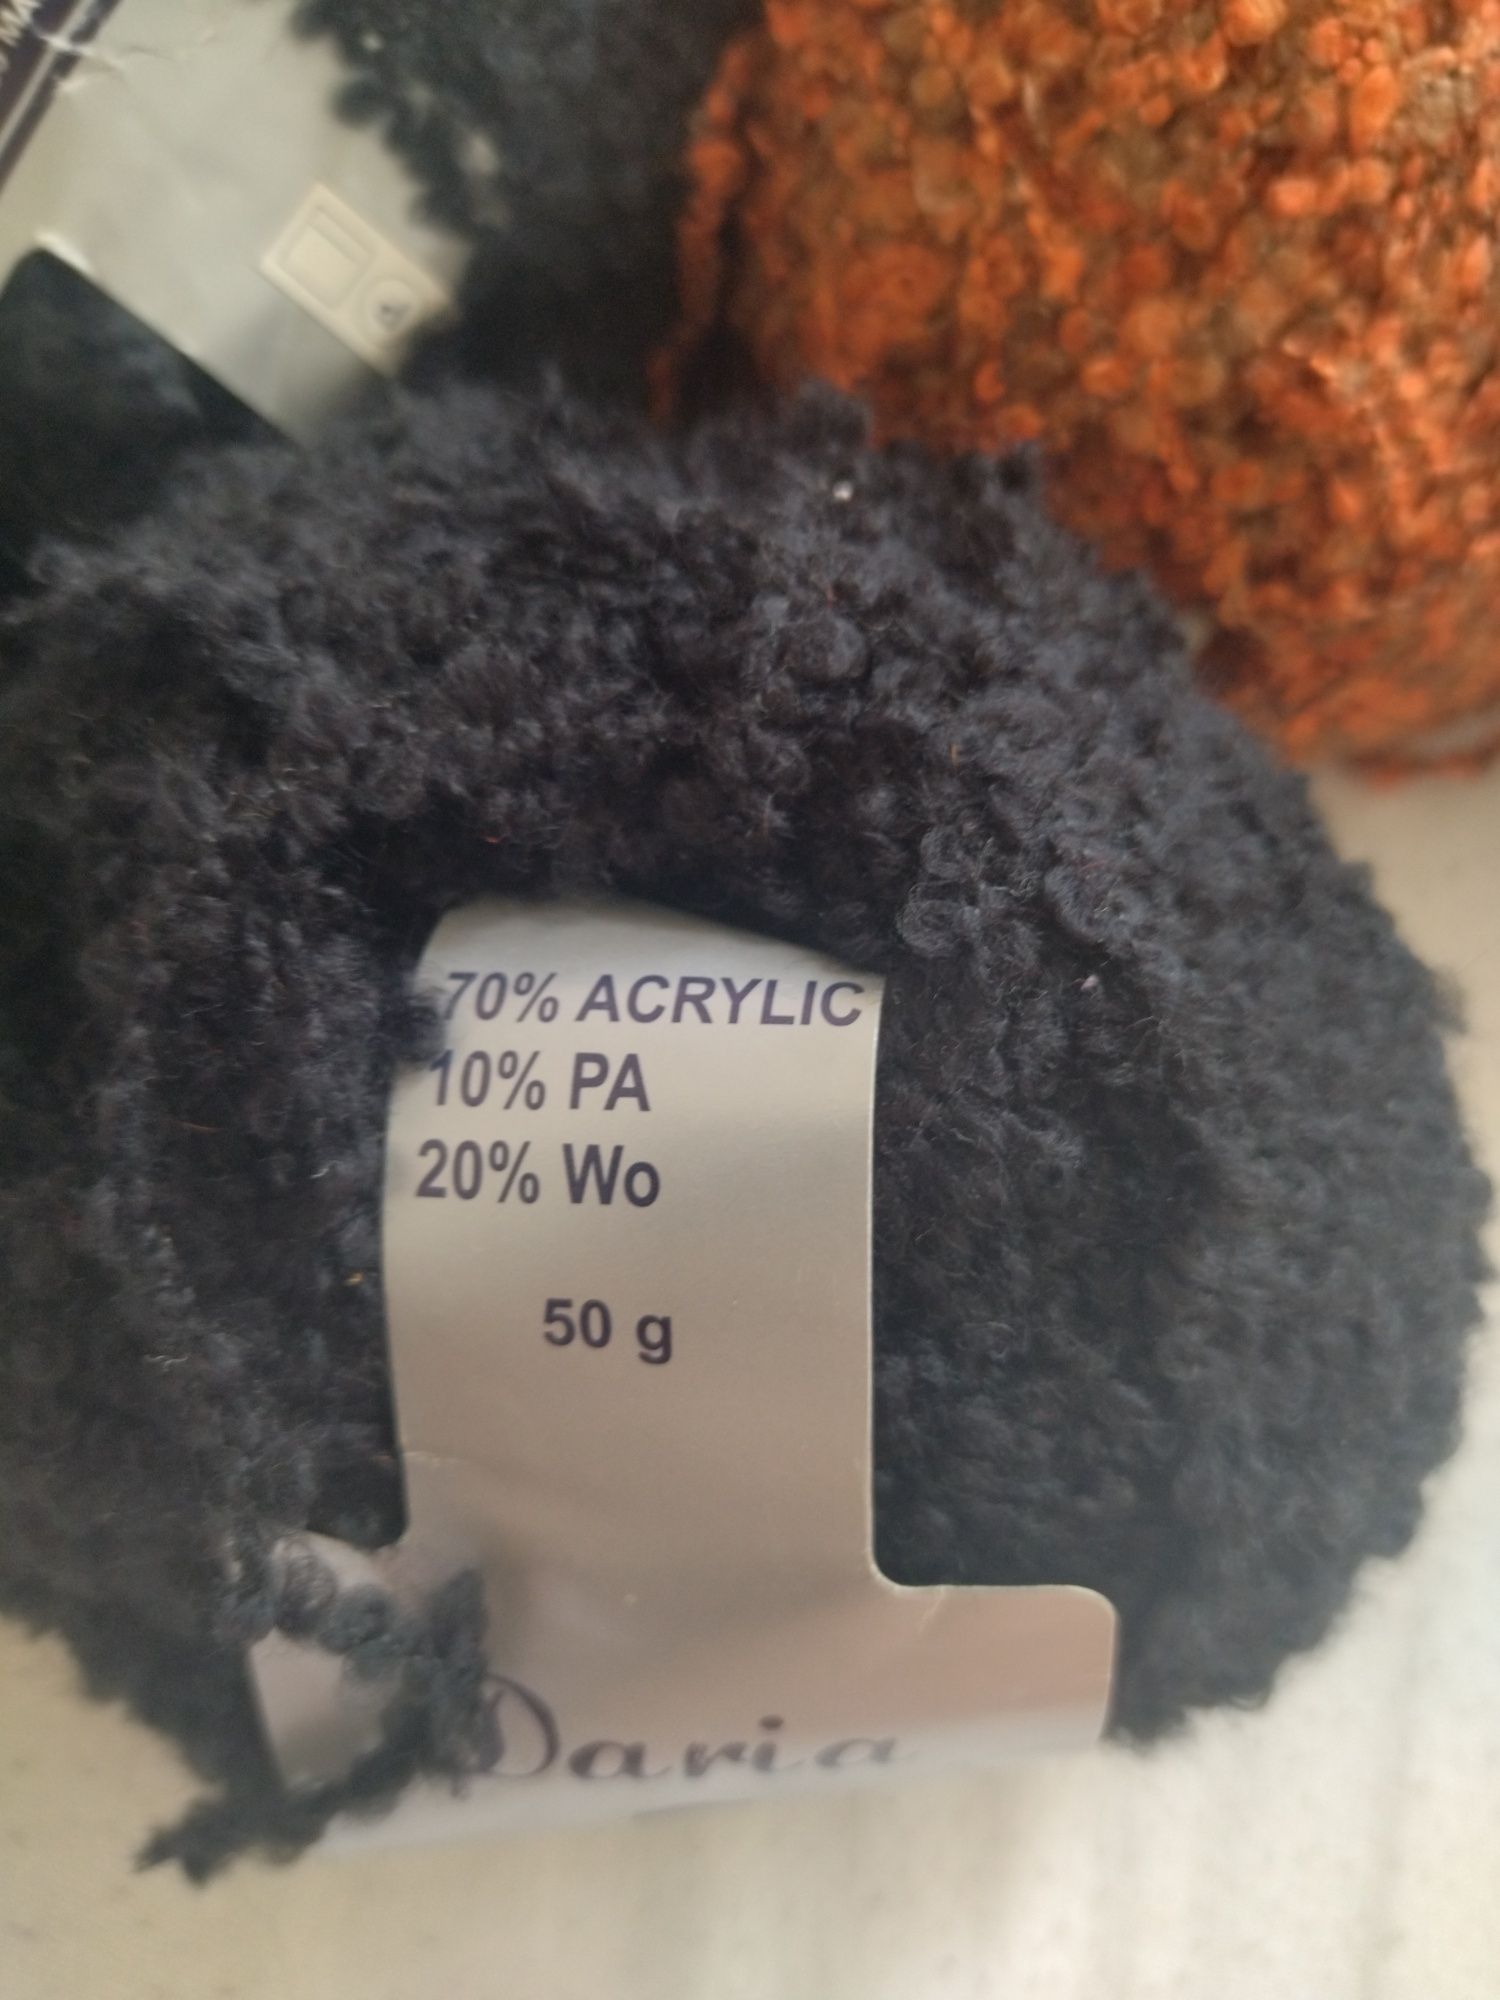 70% ACRYLIC
10% PA
20% Wo
50 g
Daria